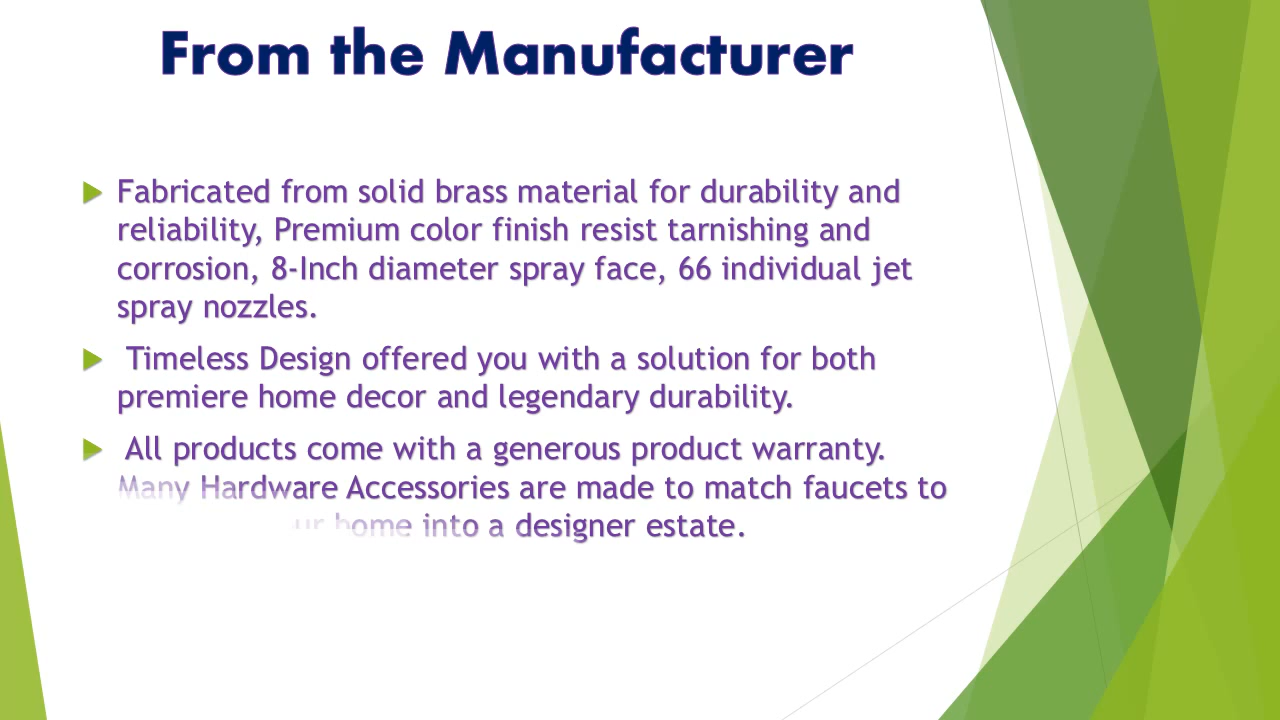 From the Manufacturer
Fabricated from solid brass material for durability and
reliability, Premium color finish resist tarnishing and
corrosion, 8-Inch diameter spray face, 66 individual jet
spray nozzles.
Timeless Design offered you with a solution for both
premiere home decor and legendary durability.
All products come with a generous product warranty.
Many Hardware Accessories are made to match faucets to
home into a designer estate.